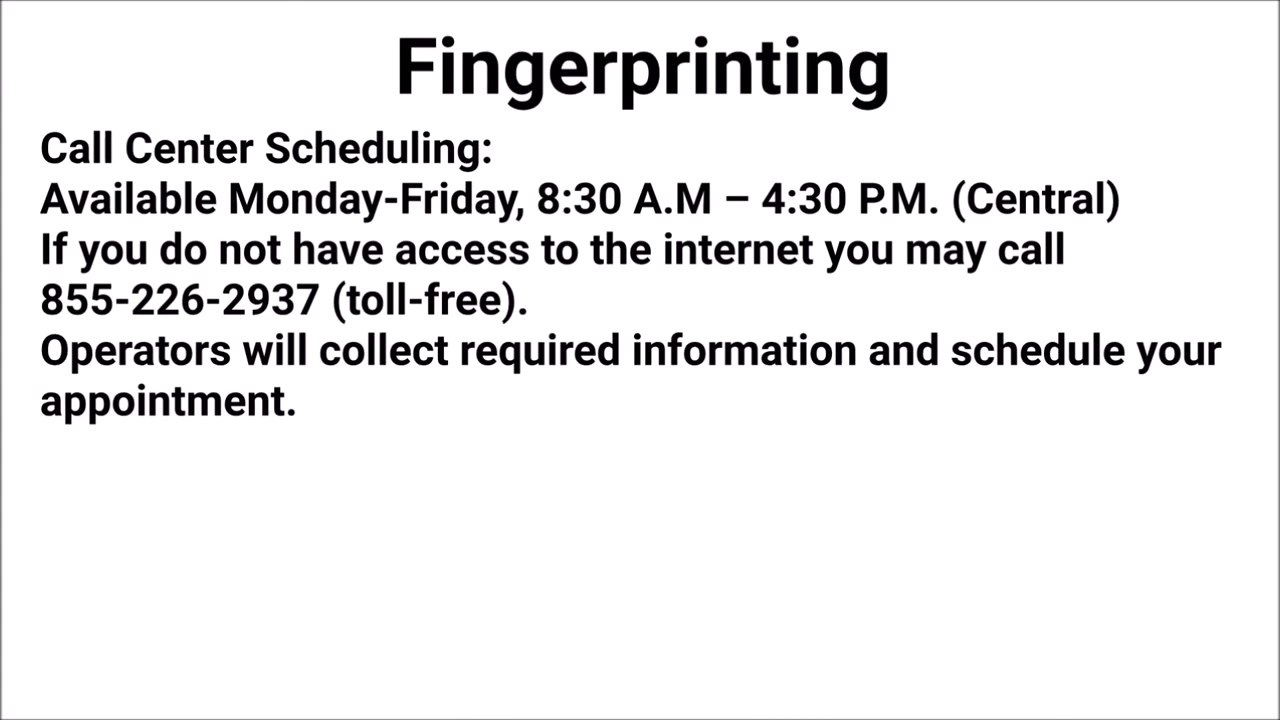 Fingerprinting
Call Center Scheduling:
Available Monday-Friday, 8:30 A.M – 4:30 P.M. (Central)
If you do not have access to the internet you may call
855-226-2937 (toll-free).
Operators will collect required information and schedule your
appointment.